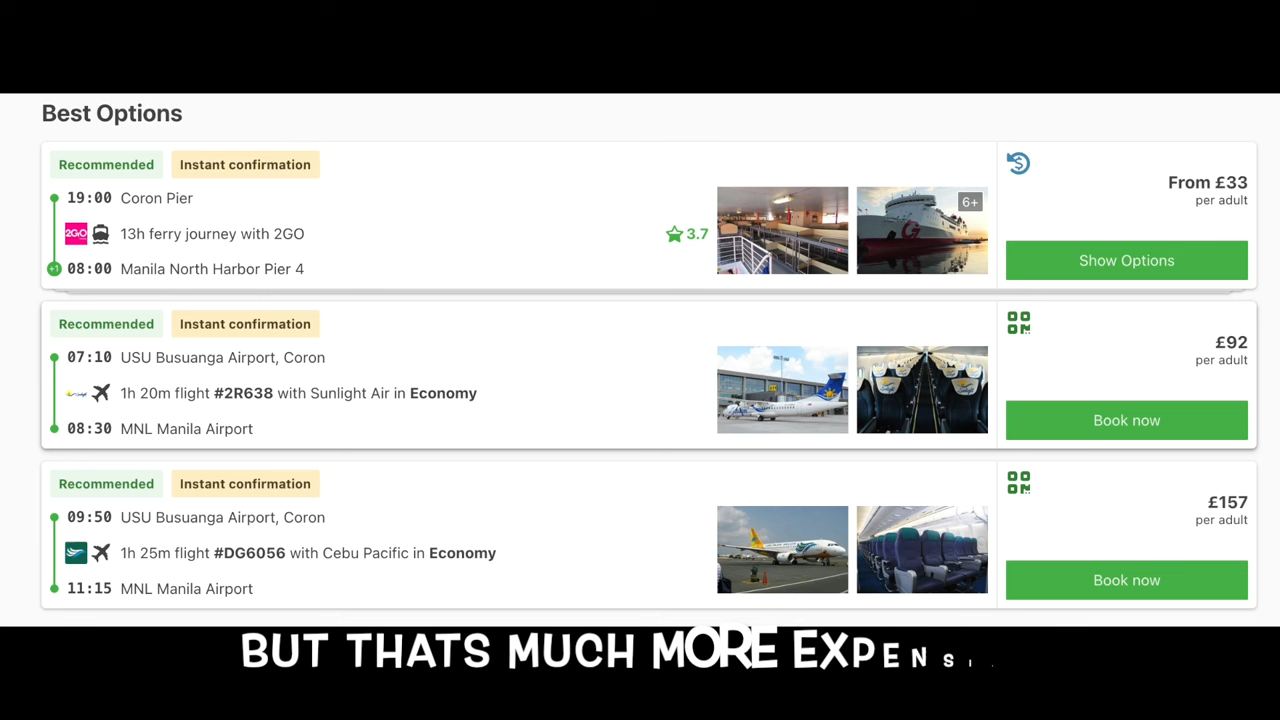 Best Options
Recommended Instant confirmation
19:00 Coron Pier
2GO 13h ferry journey with 2GO
3.7
6+
+1 08:00 Manila North Harbor Pier 4
From £33
per adult
Show Options
Recommended Instant confirmation
07:10 USU Busuanga Airport, Coron
1h 20m flight #2R638 with Sunlight Air in Economy
08:30 MNL Manila Airport
£92
per adult
Book now
Recommended Instant confirmation
09:50 USU Busuanga Airport, Coron
1h 25m flight #DG6056 with Cebu Pacific in Economy
11:15 MNL Manila Airport
£157
per adult
Book now
BUT THATS MUCH MORE EXPENS